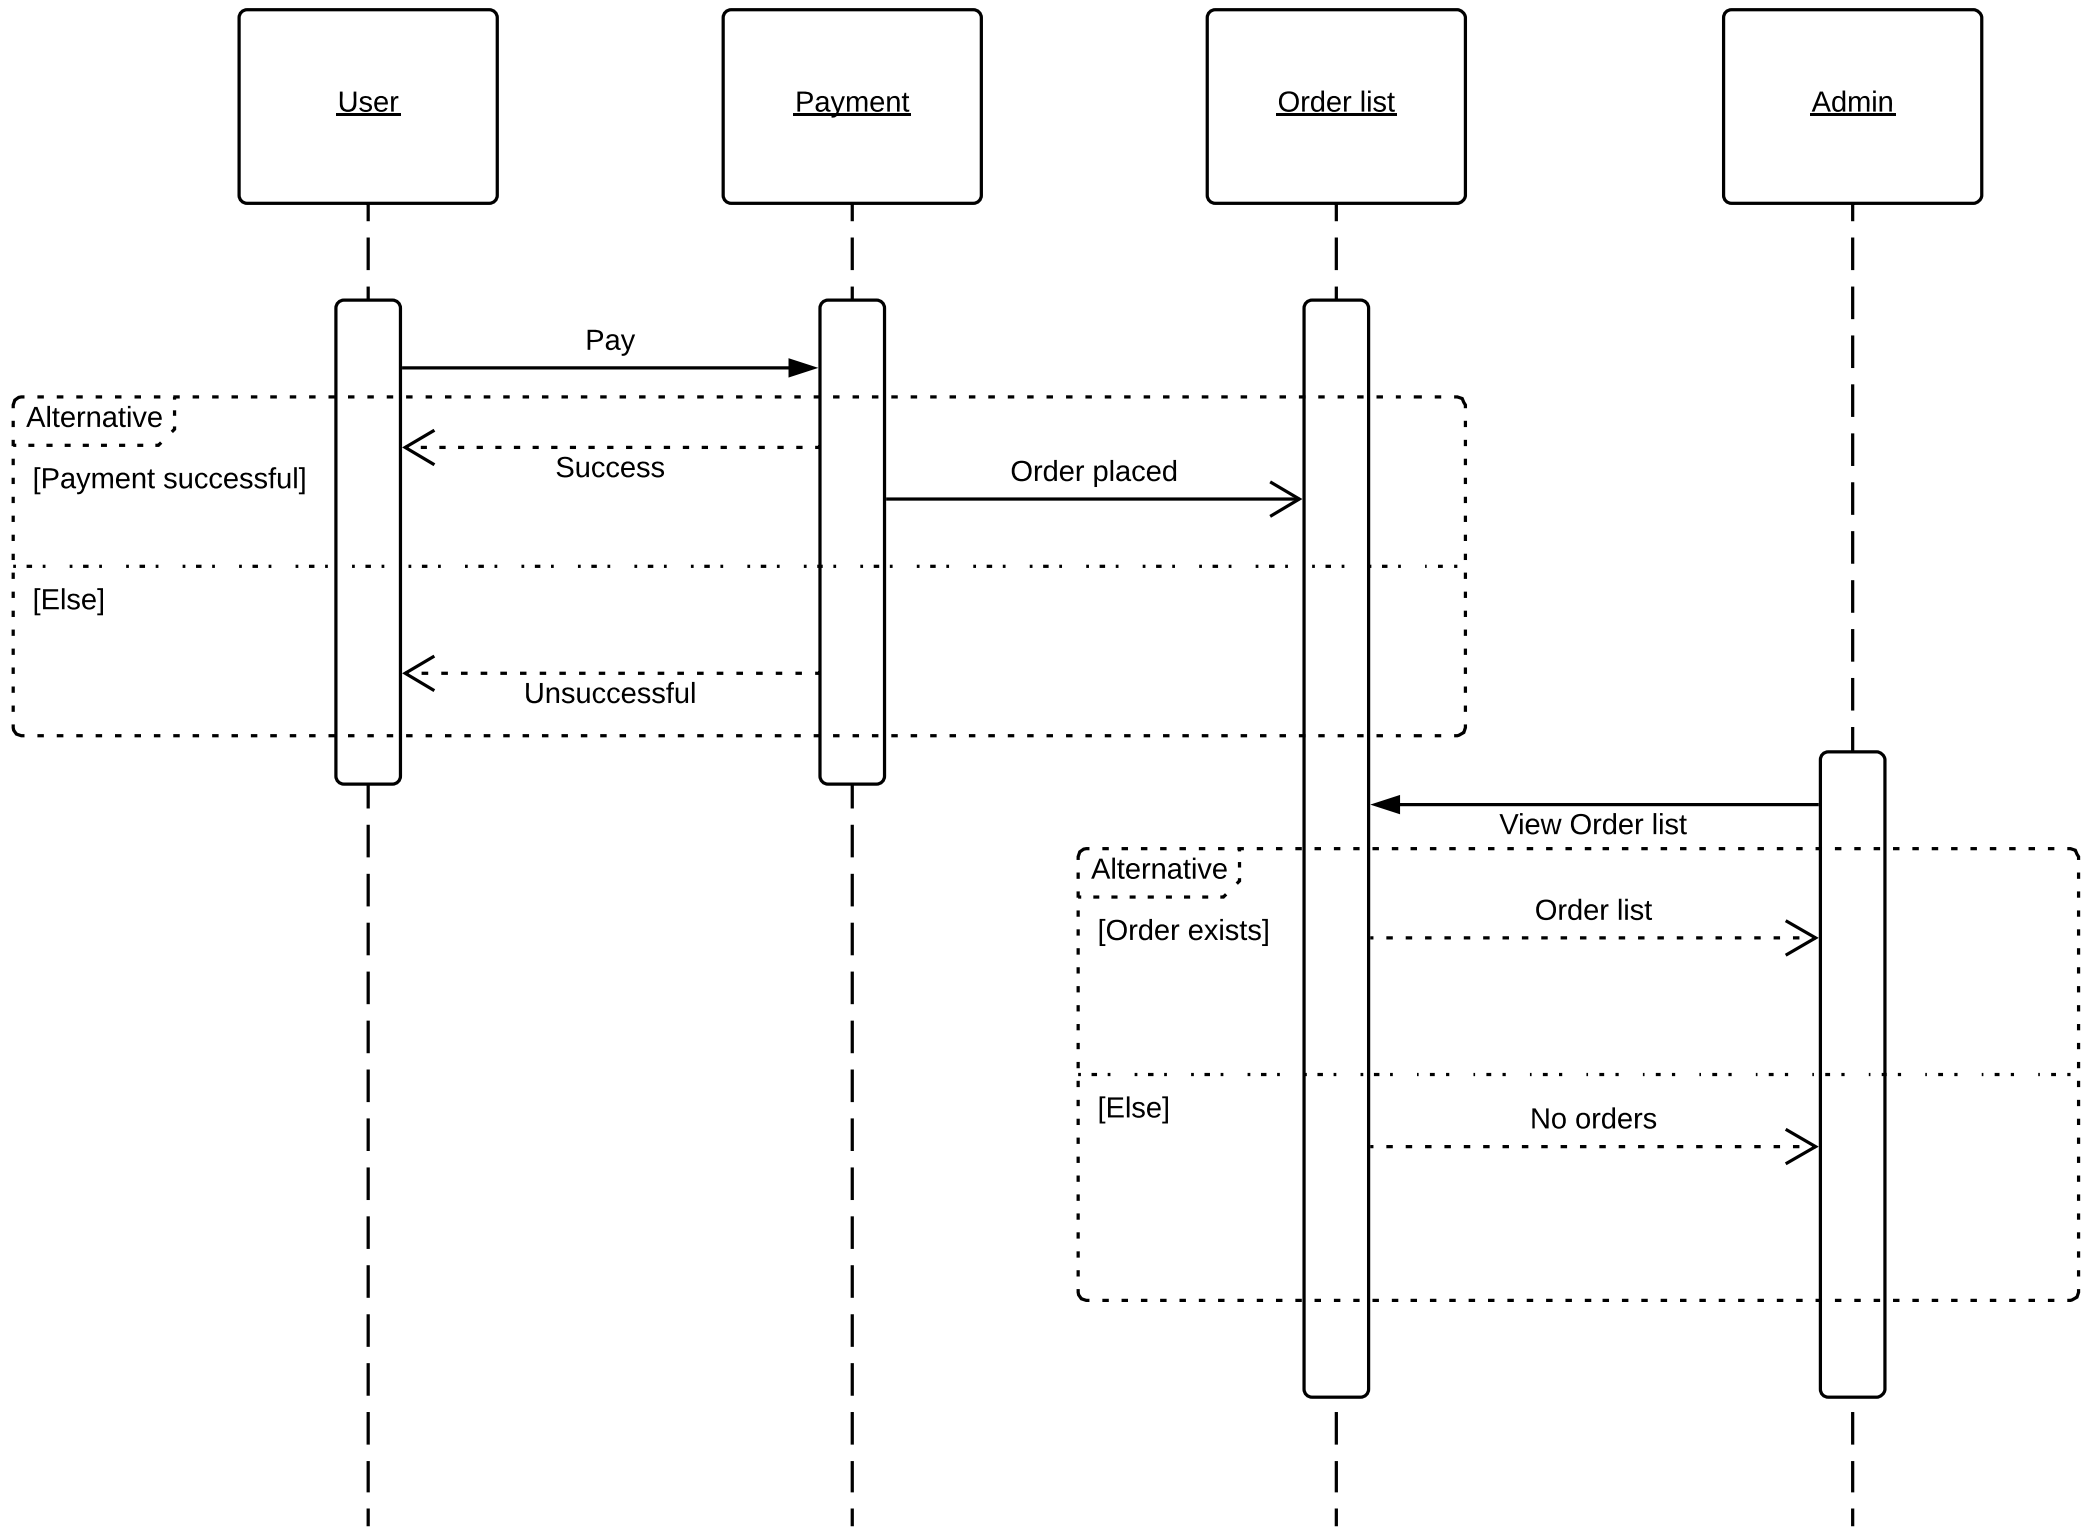 User
Payment
Order list
Admin
Pay
Alternative
Success
[Payment successful]
Order placed
[Else]
Unsuccessful
View Order list
Alternative
Order list
[Order exists]
[Else]
No orders